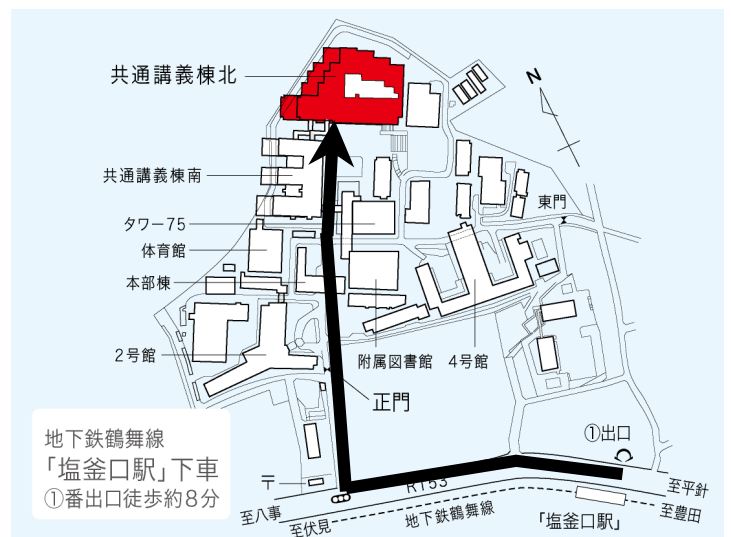 共通講義棟北
N
共通講義棟南
東門
タワー75
体育館
本部棟
2号館
附属図書館
4号館
正門
地下鉄鶴舞線
「塩釜口駅」下車
①番出口徒歩約8分
①出口
〒
R153
至平針
至八事
至伏見
地下鉄鶴舞線
「塩釜口駅」
至豊田